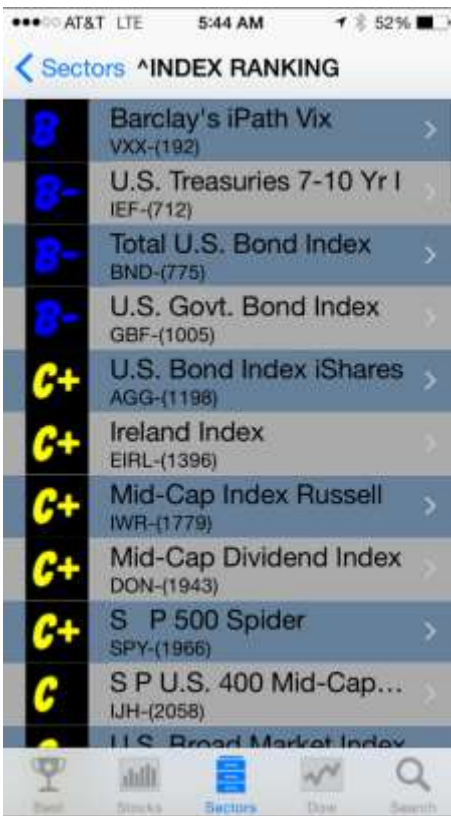 AT&T LTE 5:44 AM 52%
Sectors ^INDEX RANKING
B Barclay's iPath Vix
VXX-(192)
B- U.S. Treasuries 7-10 Yr I
IEF-(712)
B- Total U.S. Bond Index
BND-(775)
B- U.S. Govt. Bond Index
GBF-(1005)
C+ U.S. Bond Index iShares
AGG-(1198)
C+ Ireland Index
EIRL-(1396)
C+ Mid-Cap Index Russell
IWR-(1779)
C+ Mid-Cap Dividend Index
DON-(1943)
C+ S P 500 Spider
SPY-(1966)
C S P U.S. 400 Mid-Cap...
IJH-(2058)
U.S. Broad Market Index
Best Stocks Sectors Dow Search